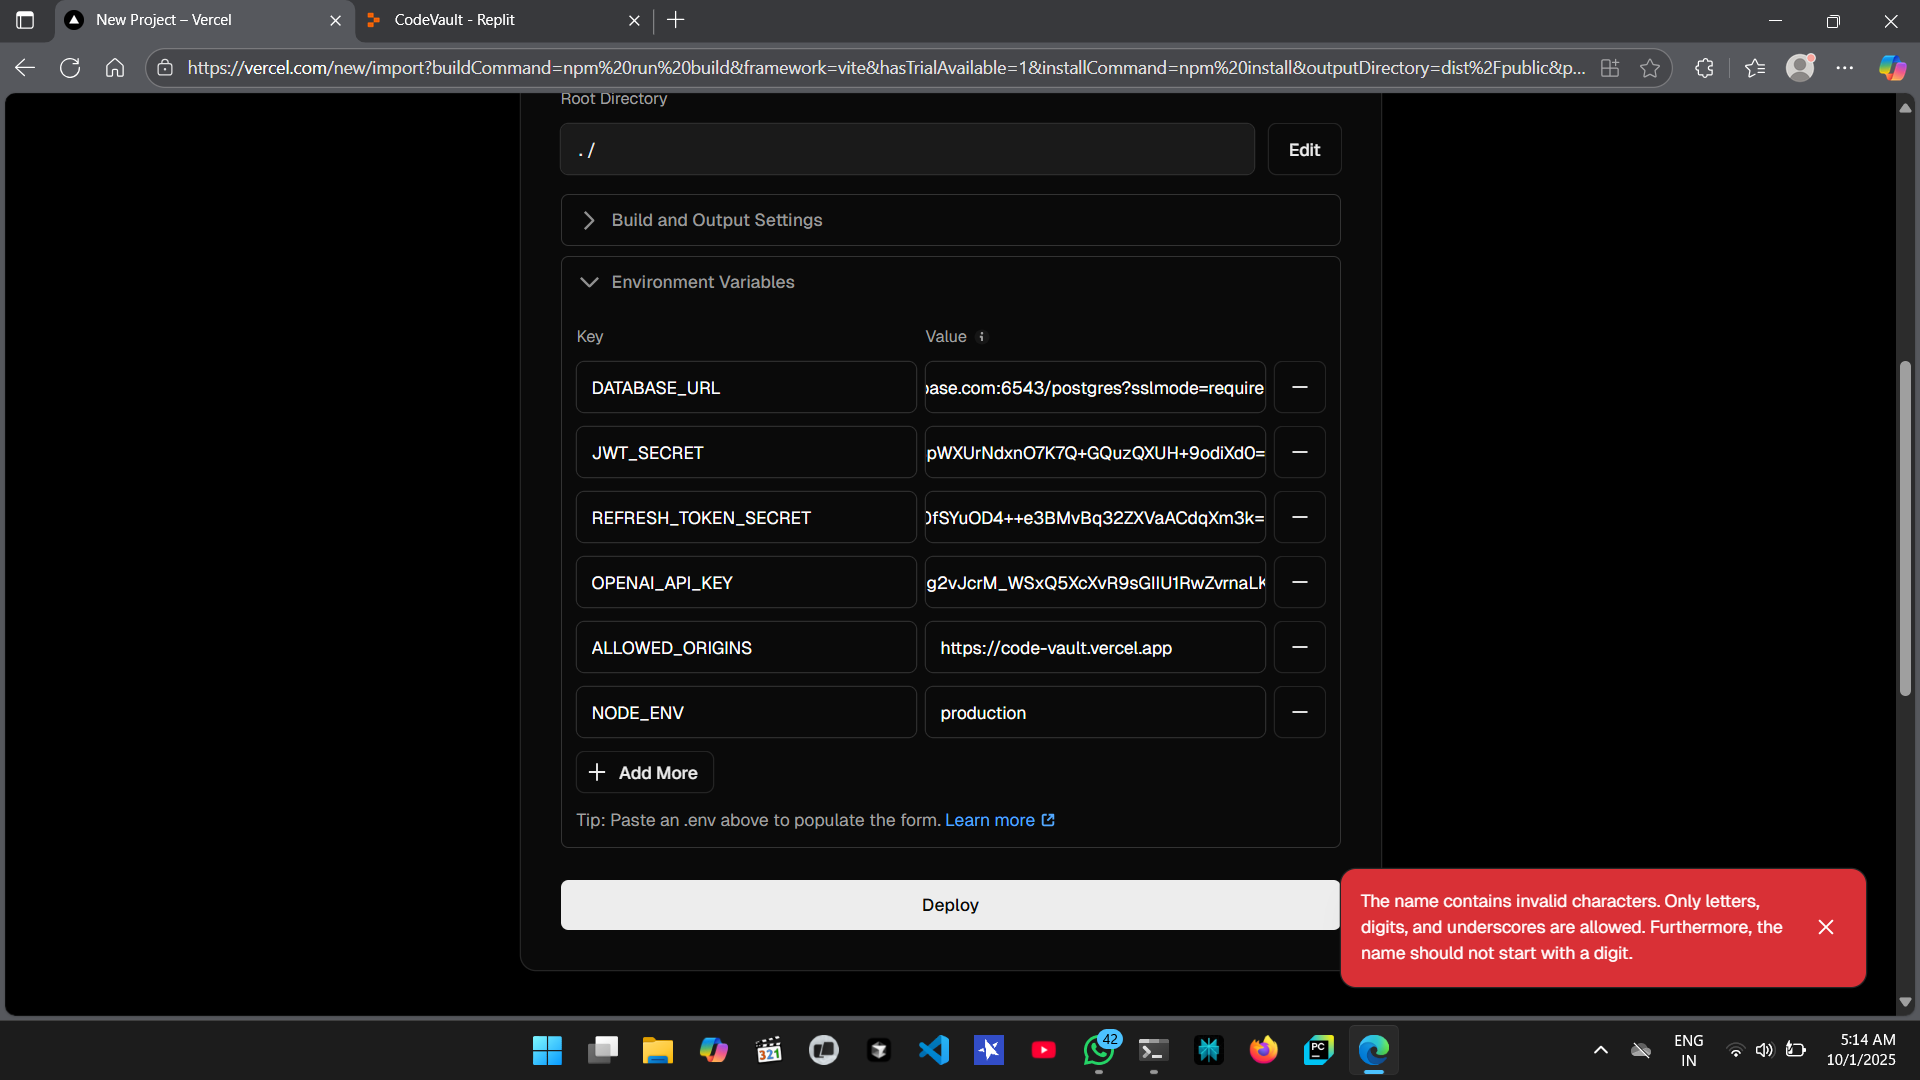 New Project – Vercel
CodeVault - Replit
https://vercel.com/new/import?buildCommand=npm%20run%20build&framework=vite&hasTrialAvailable=1&installCommand=npm%20install&outputDirectory=dist%2Fpublic&p...
Root Directory
./
Edit
Build and Output Settings
Environment Variables
Key
Value
DATABASE_URL
base.com:6543/postgres?sslmode=require
JWT_SECRET
pWXUrNdxnO7K7Q+GQuzQXUH+9odiXd0=
REFRESH_TOKEN_SECRET
0fSYuOD4++e3BMvBq32ZXVaACdqXm3k=
OPENAI_API_KEY
g2vJcrM_WSxQ5XcXvR9sGIIU1RwZvrnaLK
ALLOWED_ORIGINS
https://code-vault.vercel.app
NODE_ENV
production
Add More
Tip: Paste an .env above to populate the form. Learn more
Deploy
The name contains invalid characters. Only letters,
digits, and underscores are allowed. Furthermore, the
name should not start with a digit.
321
42
PC
ENG
IN
5:14 AM
10/1/2025